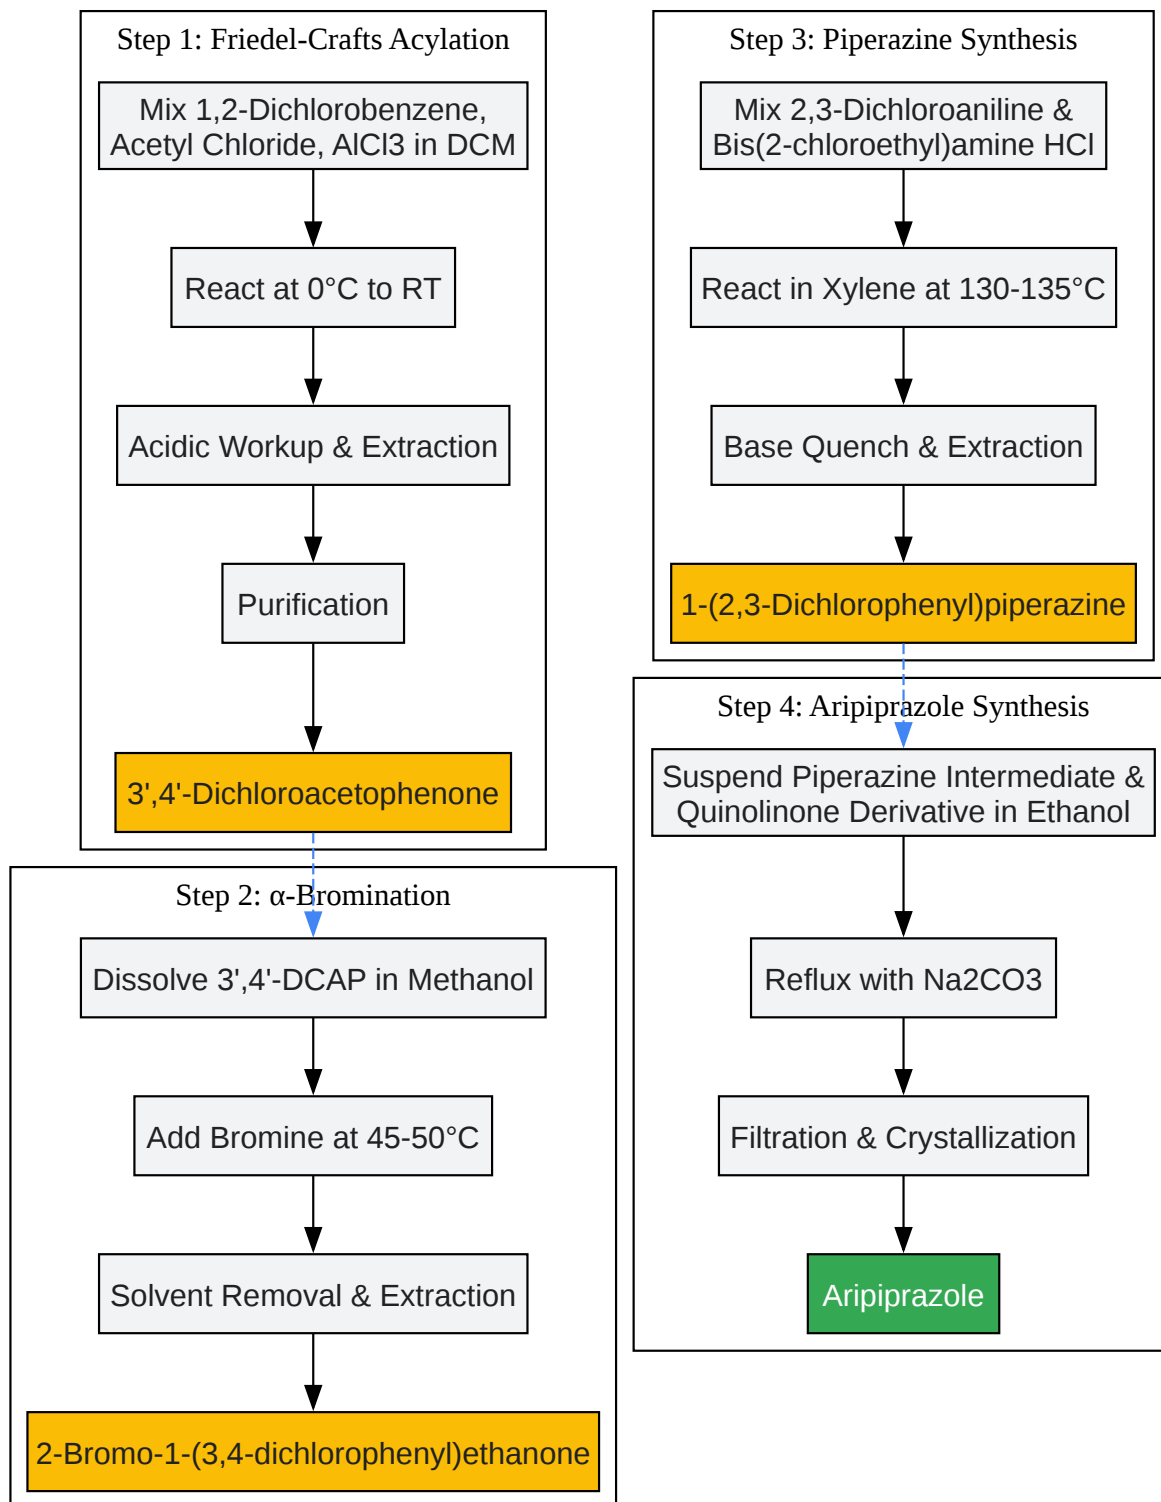 Step 1: Friedel-Crafts Acylation
Mix 1,2-Dichlorobenzene,
Acetyl Chloride, AlCl3 in DCM
React at 0°C to RT
Acidic Workup & Extraction
Purification
3',4'-Dichloroacetophenone
Step 2: α-Bromination
Dissolve 3',4'-DCAP in Methanol
Add Bromine at 45-50°C
Solvent Removal & Extraction
2-Bromo-1-(3,4-dichlorophenyl)ethanone
Step 3: Piperazine Synthesis
Mix 2,3-Dichloroaniline &
Bis(2-chloroethyl)amine HCl
React in Xylene at 130-135°C
Base Quench & Extraction
1-(2,3-Dichlorophenyl)piperazine
Step 4: Aripiprazole Synthesis
Suspend Piperazine Intermediate &
Quinolinone Derivative in Ethanol
Reflux with Na2CO3
Filtration & Crystallization
Aripiprazole